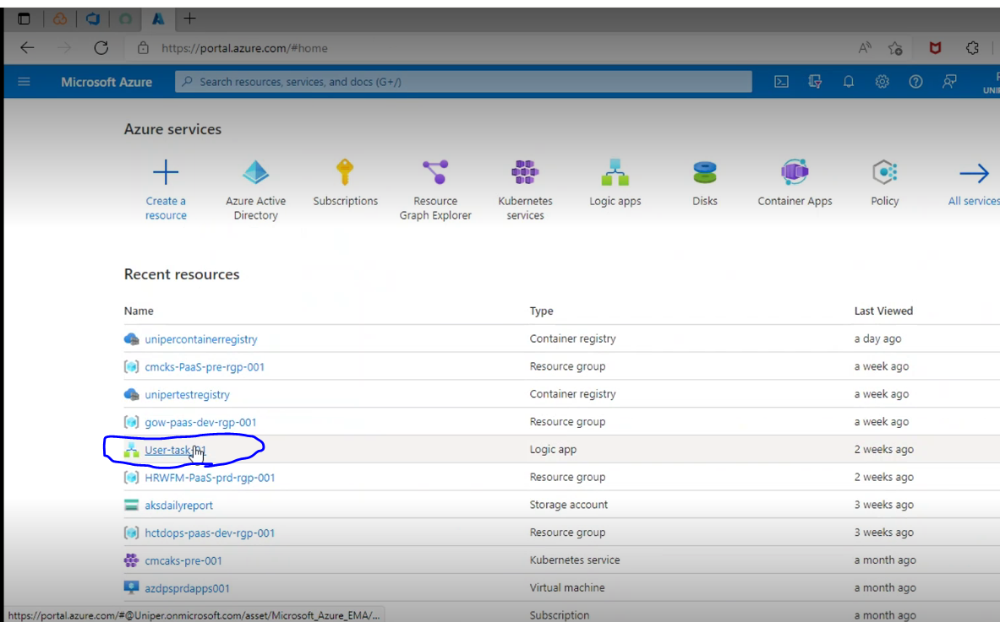 https://portal.azure.com/#home
Microsoft Azure
Search resources, services, and docs (G+/)
UNI
Azure services
Create a resource
Azure Active Directory
Subscriptions
Resource Graph Explorer
Kubernetes services
Logic apps
Disks
Container Apps
Policy
All services
Recent resources
Name Type Last Viewed
unipercontainerregistry Container registry a day ago
cmcks-PaaS-pre-rgp-001 Resource group a week ago
unipertestregistry Container registry a week ago
gow-paas-dev-rgp-001 Resource group a week ago
User-task Logic app 2 weeks ago
HRWFM-PaaS-prd-rgp-001 Resource group 2 weeks ago
aksdailyreport Storage account 3 weeks ago
hctdops-paas-dev-rgp-001 Resource group 3 weeks ago
cmcaks-pre-001 Kubernetes service a month ago
azdpsprdapps001 Virtual machine a month ago
Subscription a month ago
https://portal.azure.com/#@Uniper.onmicrosoft.com/asset/Microsoft_Azure_EMA/...